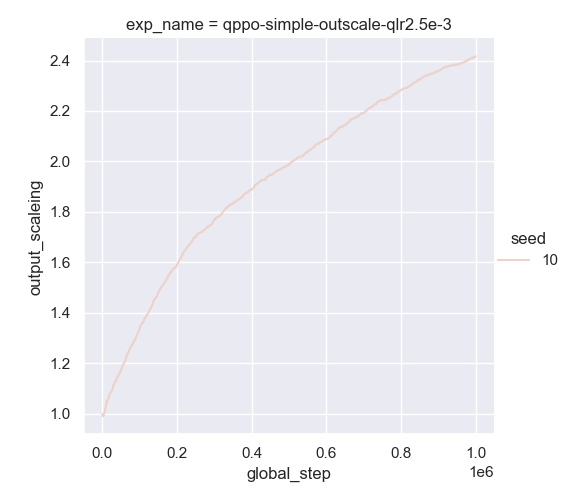 exp_name = qppo-simple-outscale-qlr2.5e-3
2.4
2.2
2.0
1.8
1.6
1.4
1.2
1.0
output_scaleing
0.0 0.2 0.4 0.6 0.8 1.0
1e6
global_step
seed
10